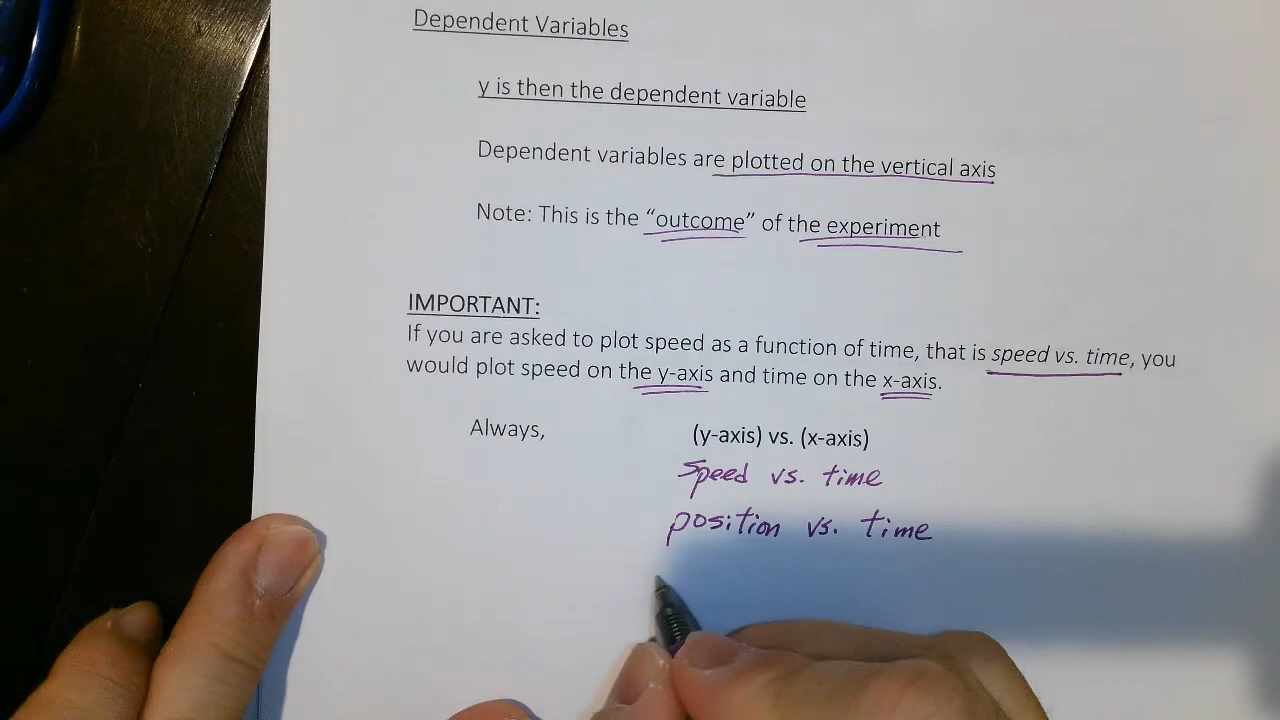 Dependent Variables
y is then the dependent variable
Dependent variables are plotted on the vertical axis
Note: This is the “outcome” of the experiment
IMPORTANT:
If you are asked to plot speed as a function of time, that is speed vs. time, you
would plot speed on the y-axis and time on the x-axis.
Always, (y-axis) vs. (x-axis)
Speed vs. time
position vs. time